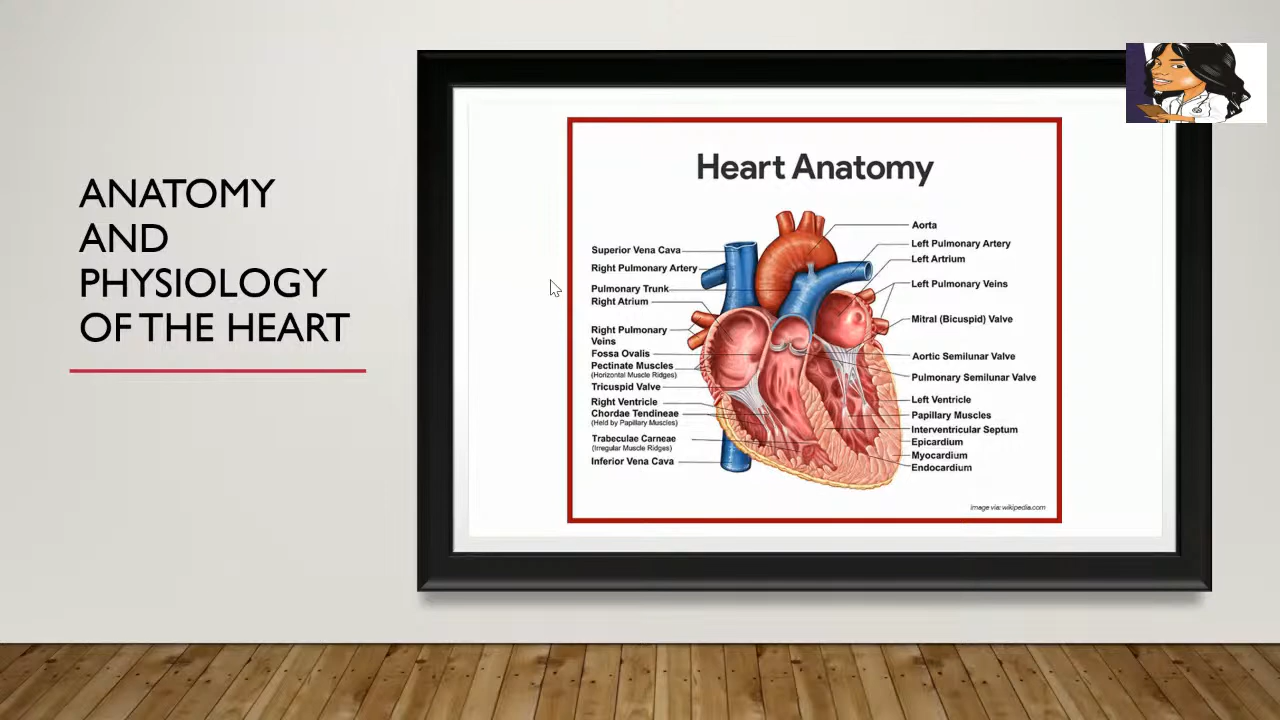 ANATOMY
AND
PHYSIOLOGY
OF THE HEART
Heart Anatomy
Superior Vena Cava
Right Pulmonary Artery
Pulmonary Trunk
Right Atrium
Right Pulmonary
Veins
Fossa Ovalis
Pectinate Muscles
(Horizontal Muscle Ridges)
Tricuspid Valve
Right Ventricle
Chordae Tendineae
(Held by Papillary Muscles)
Trabeculae Carneae
(Irregular Muscle Ridges)
Inferior Vena Cava
Aorta
Left Pulmonary Artery
Left Artrium
Left Pulmonary Veins
Mitral (Bicuspid) Valve
Aortic Semilunar Valve
Pulmonary Semilunar Valve
Left Ventricle
Papillary Muscles
Interventricular Septum
Epicardium
Myocardium
Endocardium
image via: wikipedia.com